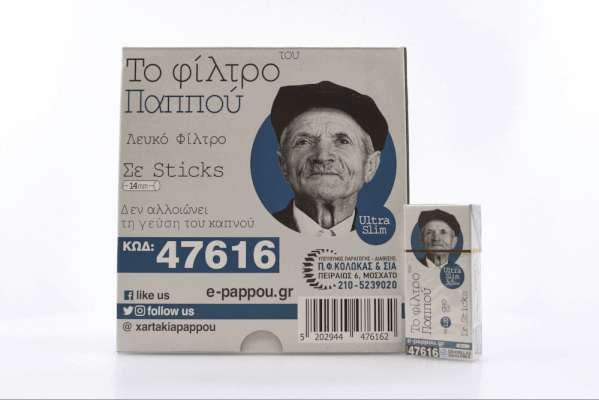 του
Το φίλτρο
Παππού
Λευκό Φίλτρο
Σε Sticks
14mm
Δεν αλλοιώνει
τη γεύση του καπνού
Ultra
Slim
ΚΩΔ: 47616
ΥΠΕΥΘΥΝΟΣ ΠΑΡΑΓΩΓΗΣ - ΔΙΑΘΕΣΗΣ
Π.Φ.ΚΟΛΩΚΑΣ & ΣΙΑ
ΠΕΙΡΑΙΩΣ 6, ΜΟΣΧΑΤΟ
210-5239020
like us
e-pappou.gr
follow us
@ xartakiapappou
5 202944 476162
Ultra
Slim
Το φίλτρο
Παππού
Σε Sticks
e-pappou.gr
47616